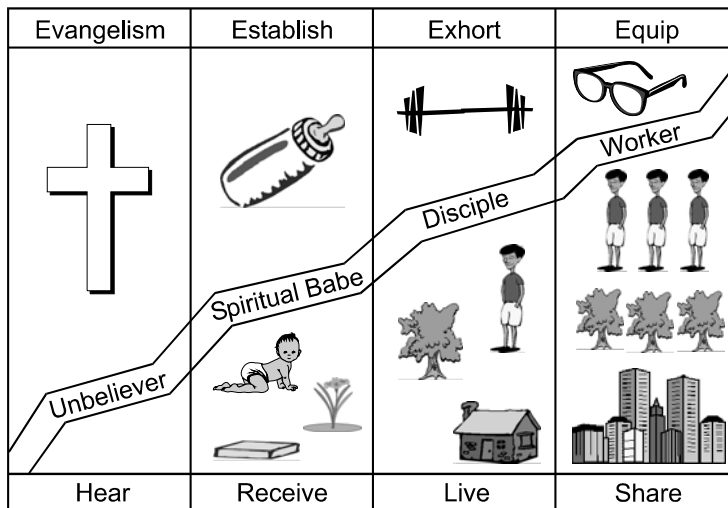 Evangelism
Establish
Exhort
Equip
Worker
Disciple
Spiritual Babe
Unbeliever
Hear
Receive
Live
Share